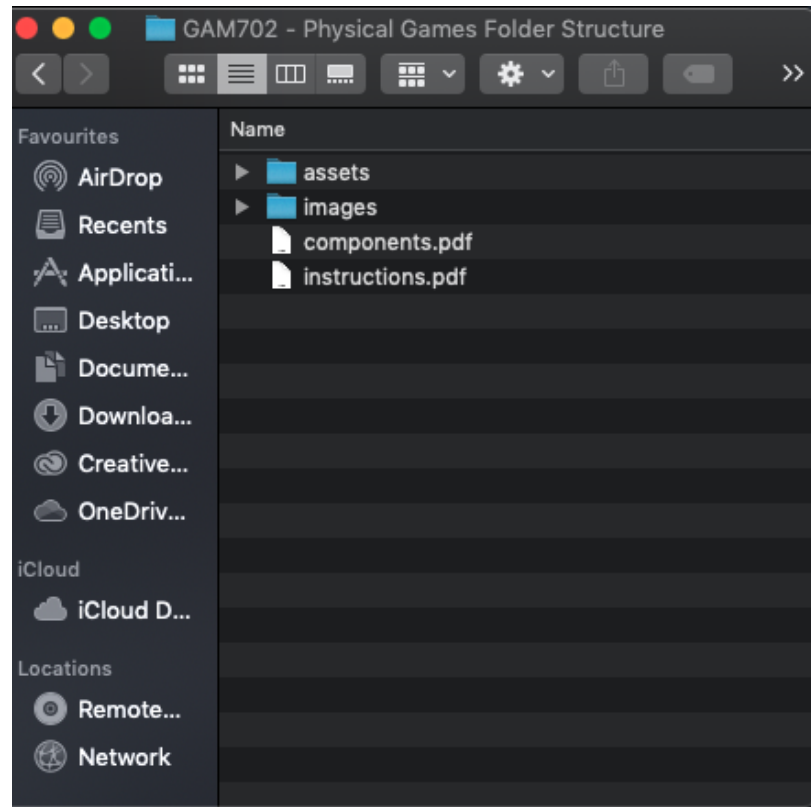 GAM702 - Physical Games Folder Structure
Favourites
AirDrop
Recents
Applicati...
Desktop
Docume...
Downloa...
Creative...
OneDriv...
iCloud
iCloud D...
Locations
Remote...
Network
Name
assets
images
components.pdf
instructions.pdf